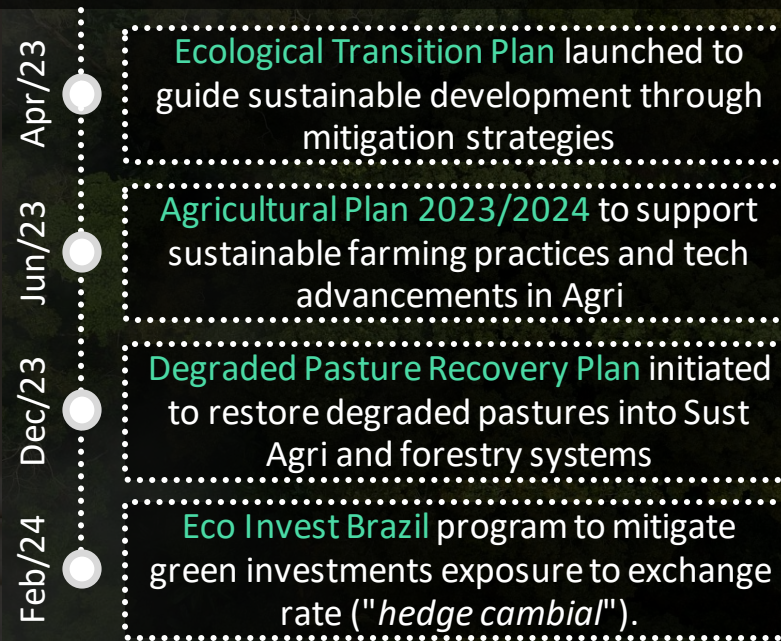 Apr/23
Ecological Transition Plan launched to
guide sustainable development through
mitigation strategies
Jun/23
Agricultural Plan 2023/2024 to support
sustainable farming practices and tech
advancements in Agri
Dec/23
Degraded Pasture Recovery Plan initiated
to restore degraded pastures into Sust
Agri and forestry systems
Feb/24
Eco Invest Brazil program to mitigate
green investments exposure to exchange
rate ("hedge cambial").